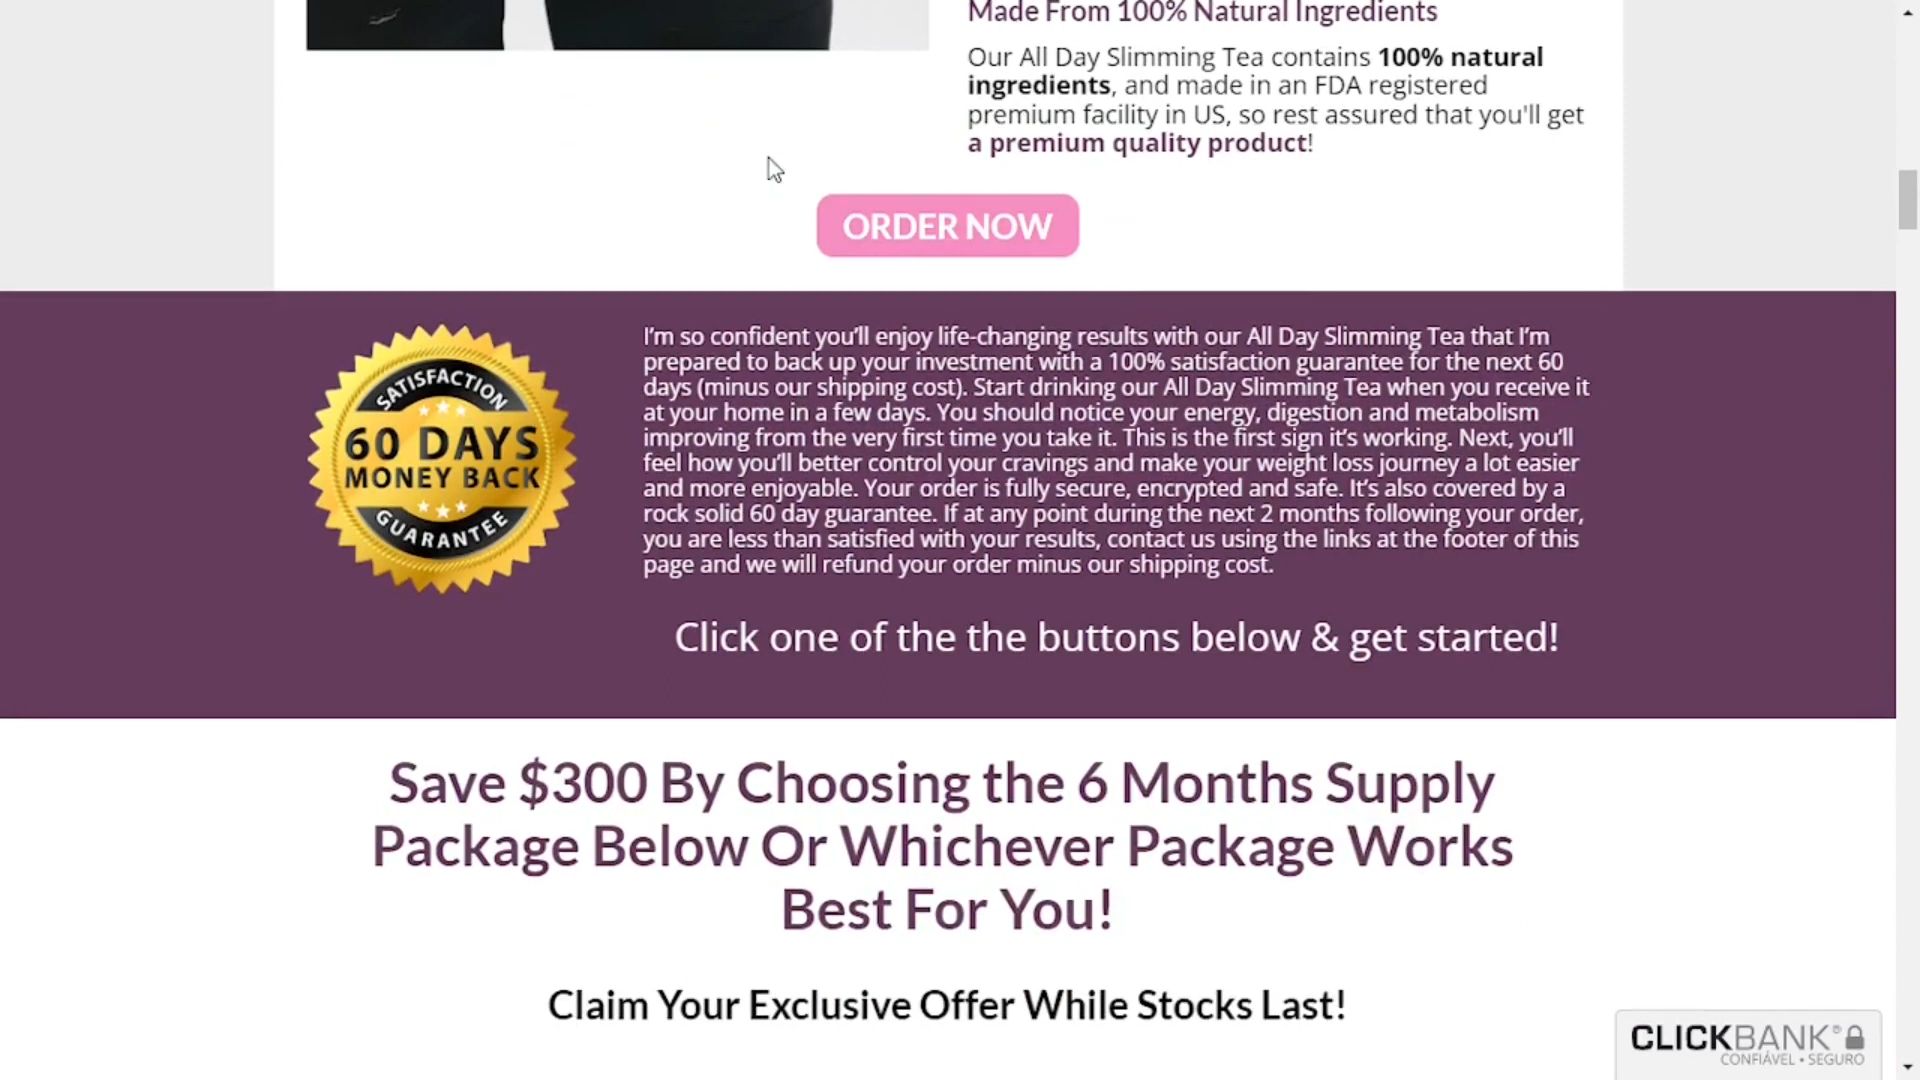 Made From 100% Natural Ingredients
Our All Day Slimming Tea contains 100% natural
ingredients, and made in an FDA registered
premium facility in US, so rest assured that you'll get
a premium quality product!
ORDER NOW
SATISFACTION
60 DAYS
MONEY BACK
GUARANTEE
I’m so confident you’ll enjoy life-changing results with our All Day Slimming Tea that I’m
prepared to back up your investment with a 100% satisfaction guarantee for the next 60
days (minus our shipping cost). Start drinking our All Day Slimming Tea when you receive it
at your home in a few days. You should notice your energy, digestion and metabolism
improving from the very first time you take it. This is the first sign it’s working. Next, you’ll
feel how you’ll better control your cravings and make your weight loss journey a lot easier
and more enjoyable. Your order is fully secure, encrypted and safe. It’s also covered by a
rock solid 60 day guarantee. If at any point during the next 2 months following your order,
you are less than satisfied with your results, contact us using the links at the footer of this
page and we will refund your order minus our shipping cost.
Click one of the the buttons below & get started!
Save $300 By Choosing the 6 Months Supply
Package Below Or Whichever Package Works
Best For You!
Claim Your Exclusive Offer While Stocks Last!
CLICKBANK®
CONFIÁVEL • SEGURO